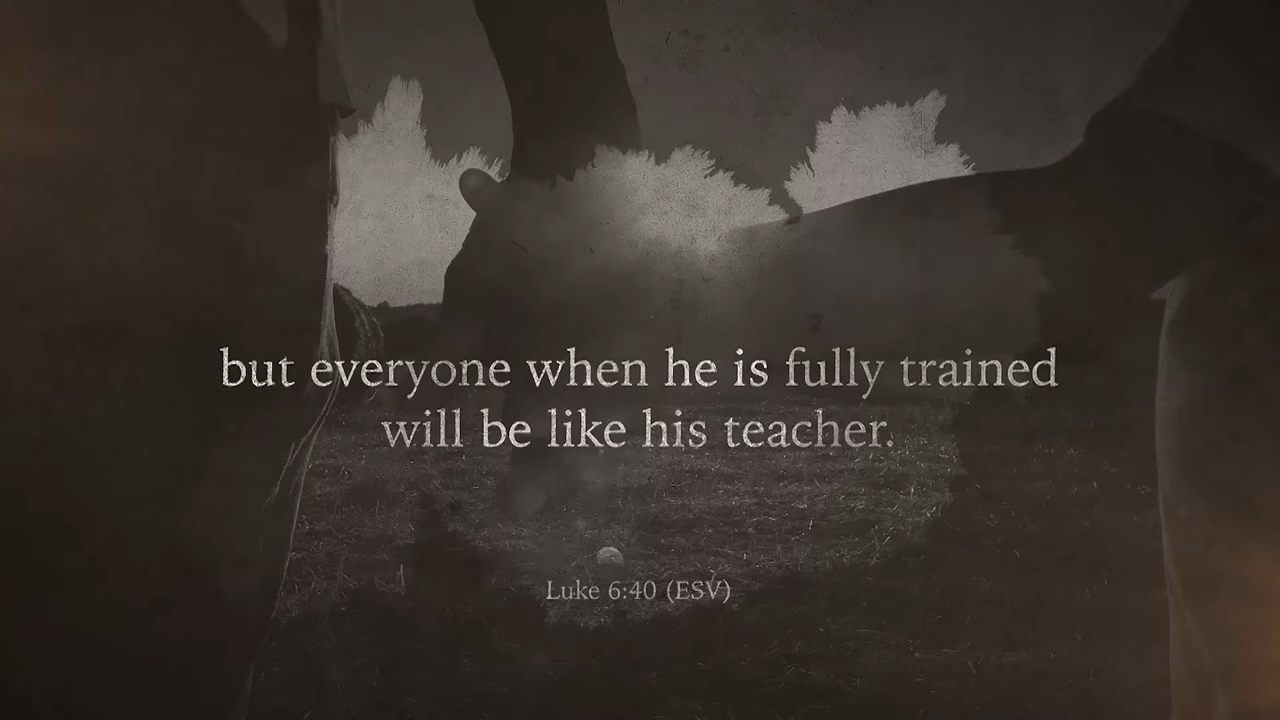 but everyone when he is fully trained
will be like his teacher.
Luke 6:40 (ESV)